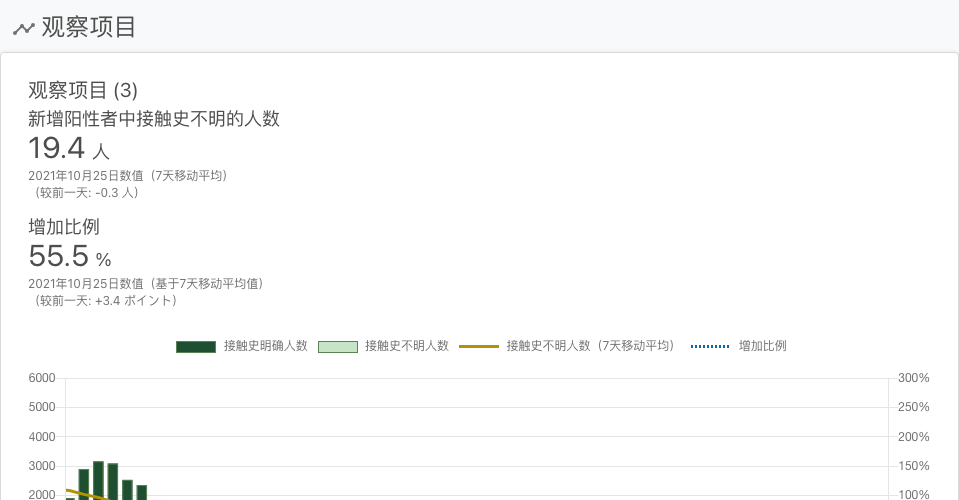 观察项目
观察项目 (3)
新增阳性者中接触史不明的人数
19.4 人
2021年10月25日数值（7天移动平均）
（较前一天: -0.3 人）
增加比例
55.5 %
2021年10月25日数值（基于7天移动平均值）
（较前一天: +3.4 ポイント）
接触史明确人数 接触史不明人数 接触史不明人数（7天移动平均） 增加比例
6000 300%
5000 250%
4000 200%
3000 150%
2000 100%